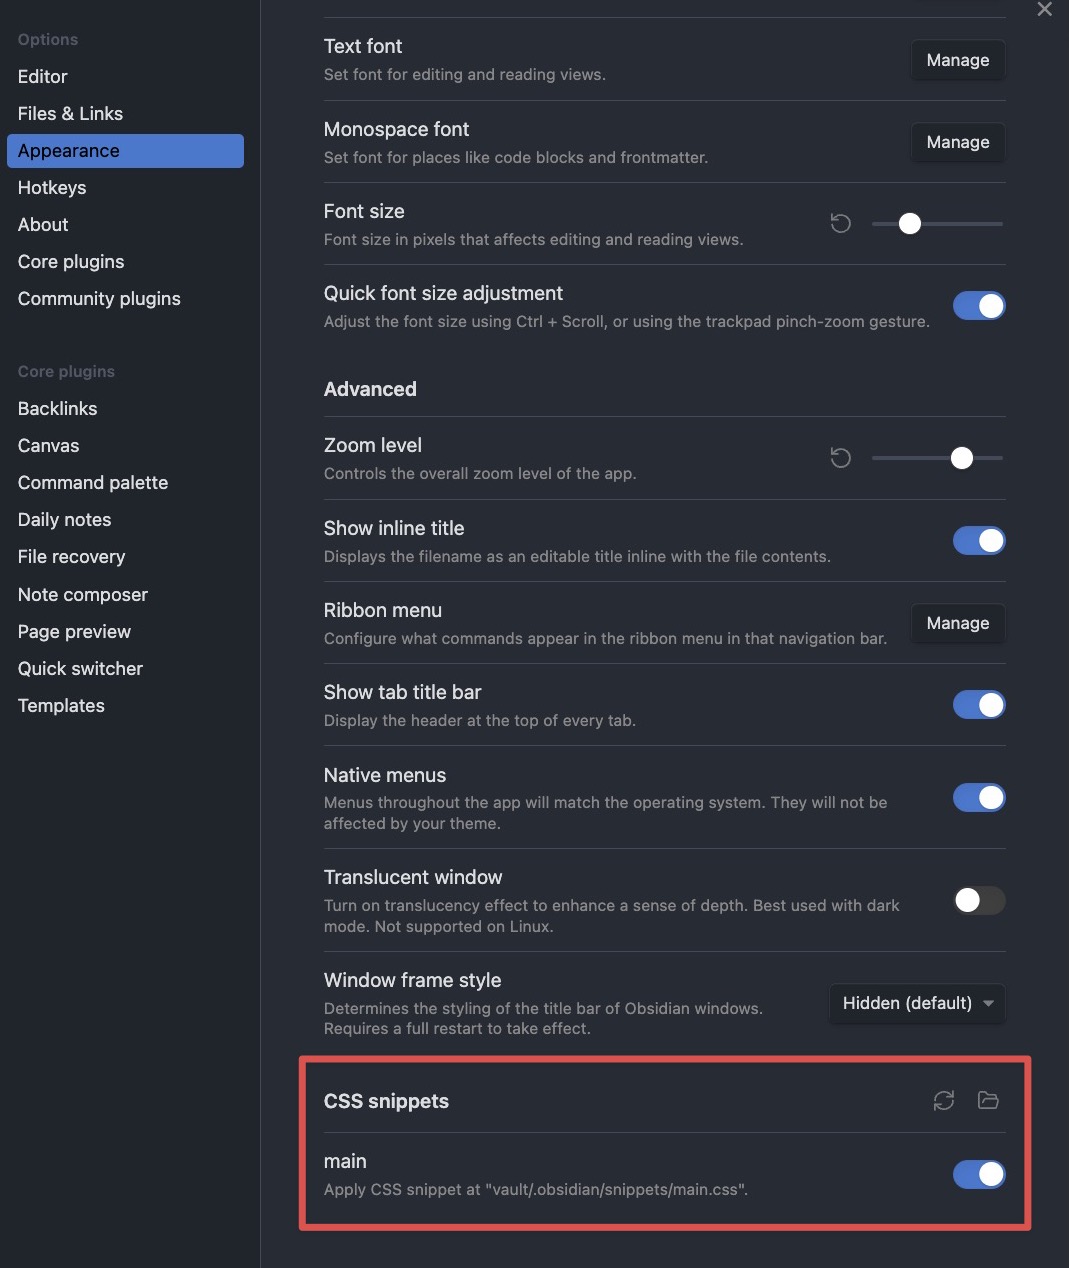 Options
Editor
Files & Links
Appearance
Hotkeys
About
Core plugins
Community plugins
Core plugins
Backlinks
Canvas
Command palette
Daily notes
File recovery
Note composer
Page preview
Quick switcher
Templates
Text font
Set font for editing and reading views.
Manage
Monospace font
Set font for places like code blocks and frontmatter.
Manage
Font size
Font size in pixels that affects editing and reading views.
Quick font size adjustment
Adjust the font size using Ctrl + Scroll, or using the trackpad pinch-zoom gesture.
Advanced
Zoom level
Controls the overall zoom level of the app.
Show inline title
Displays the filename as an editable title inline with the file contents.
Ribbon menu
Configure what commands appear in the ribbon menu in that navigation bar.
Manage
Show tab title bar
Display the header at the top of every tab.
Native menus
Menus throughout the app will match the operating system. They will not be
affected by your theme.
Translucent window
Turn on translucency effect to enhance a sense of depth. Best used with dark
mode. Not supported on Linux.
Window frame style
Determines the styling of the title bar of Obsidian windows.
Requires a full restart to take effect.
Hidden (default)
CSS snippets
main
Apply CSS snippet at "vault/.obsidian/snippets/main.css".